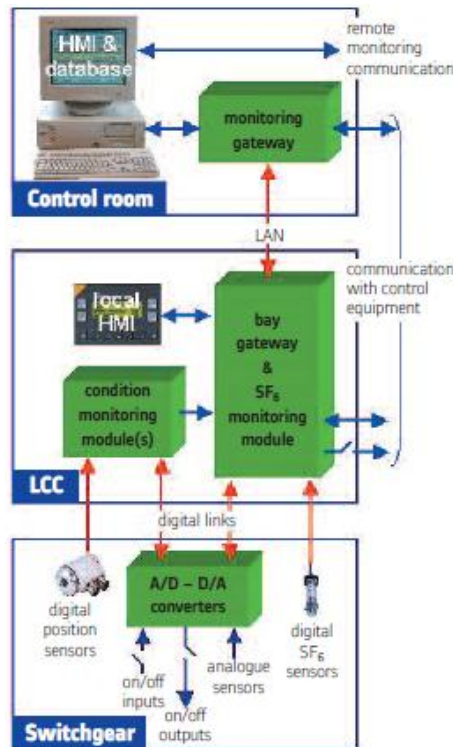 HMI &
database
remote
monitoring
communication
monitoring
gateway
Control room
LAN
communication
with control
equipment
local
HMI
bay
gateway
&
SF₆
monitoring
module
condition
monitoring
module(s)
LCC
digital links
A/D – D/A
converters
digital
position
sensors
on/off
inputs
on/off
outputs
analogue
sensors
digital
SF₆
sensors
Switchgear